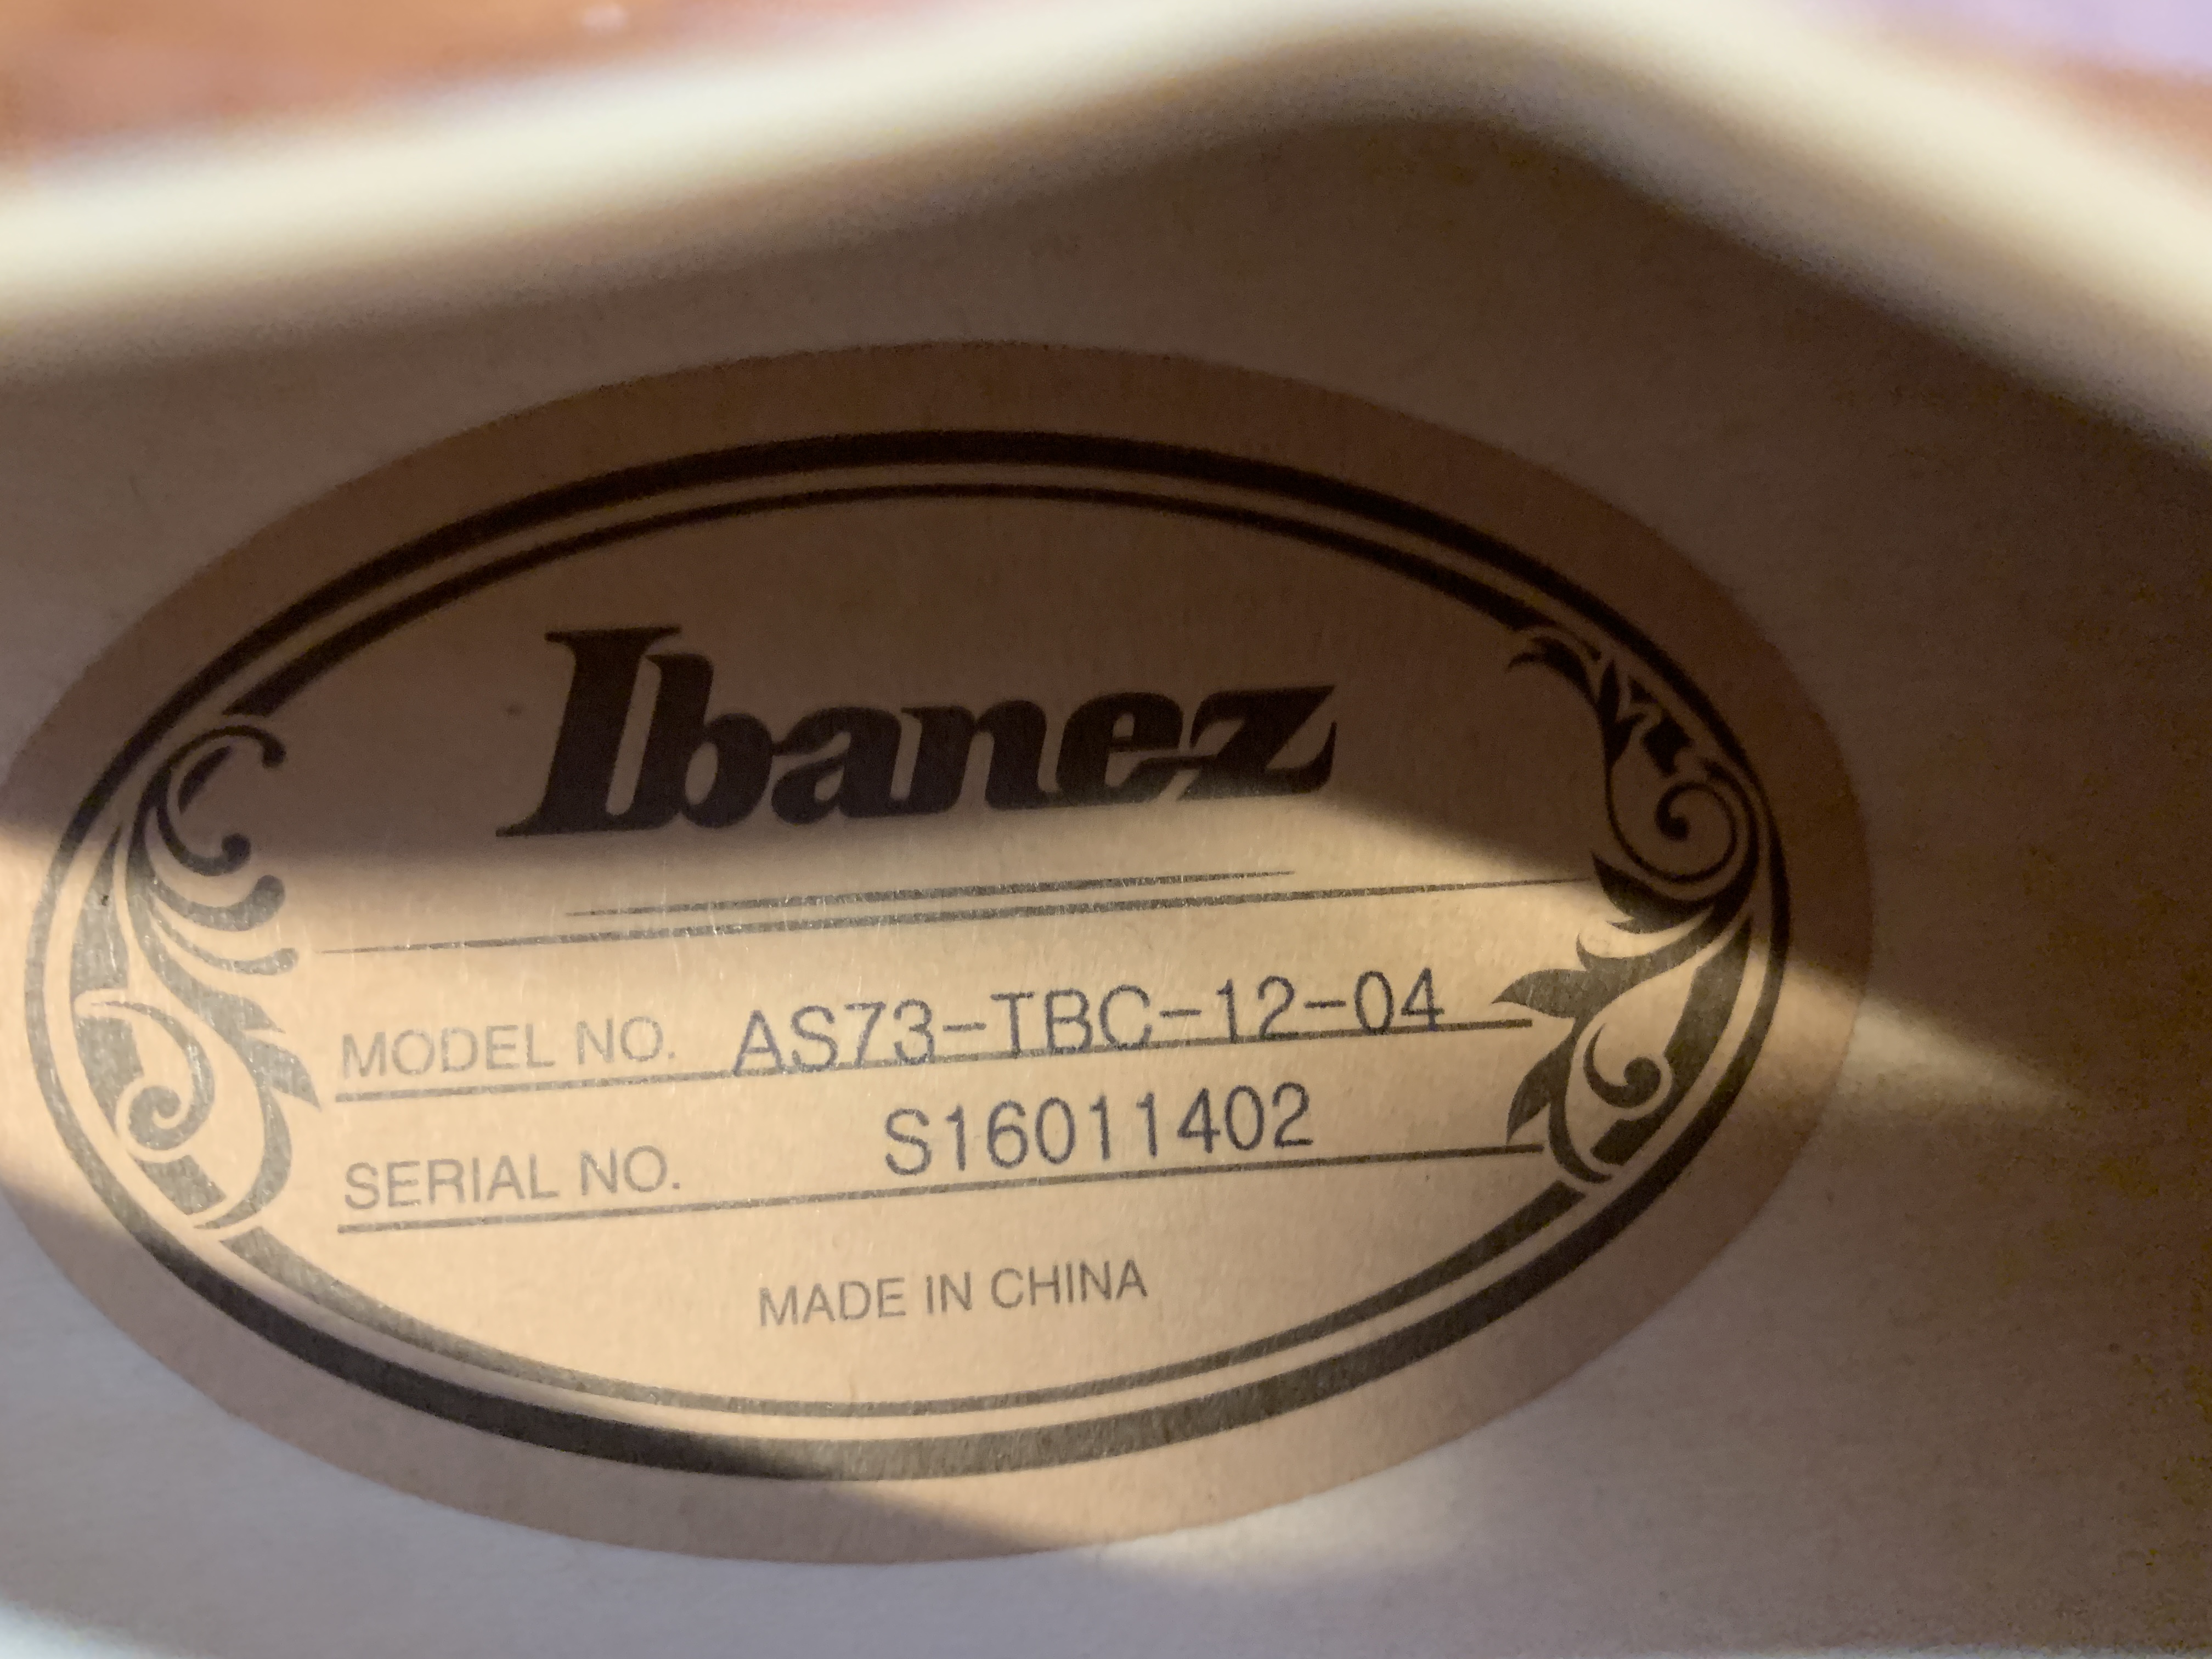 Ibanez
MODEL NO. AS73-TBC-12-04
SERIAL NO. S16011402
MADE IN CHINA